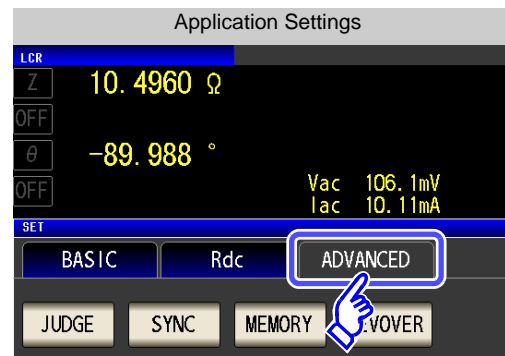 Application Settings
LCR
Z 10.4960 Ω
OFF
θ -89.988 °
OFF
Vac 106.1mV
Iac 10.11mA
SET
BASIC Rdc ADVANCED
JUDGE SYNC MEMORY